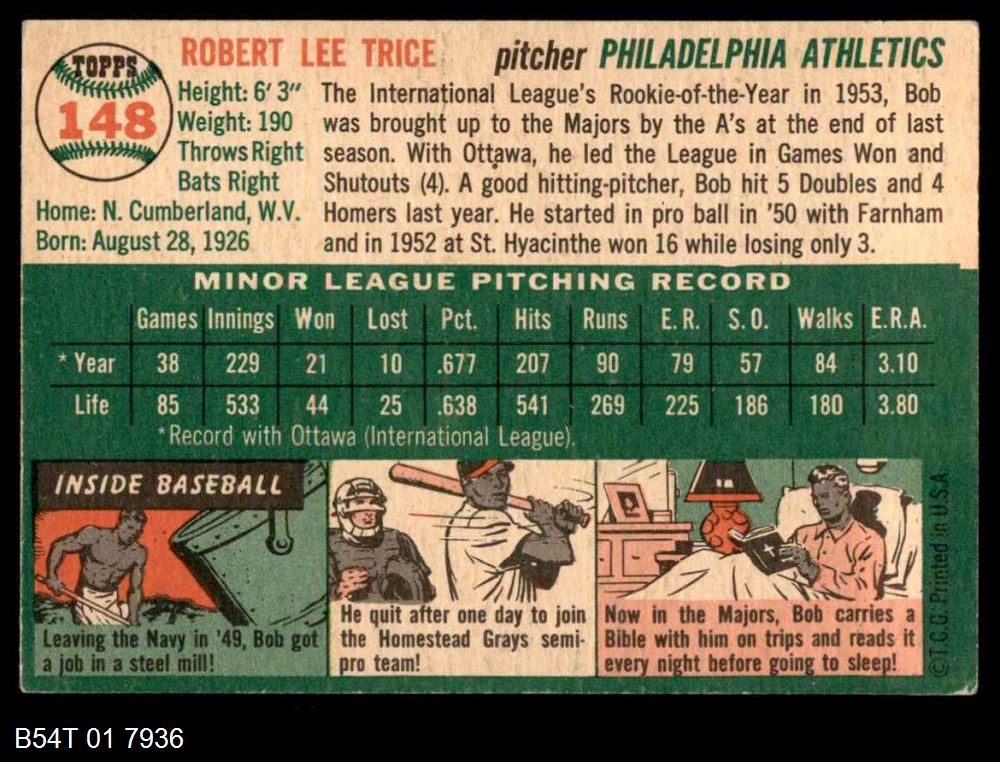 TOPPS
148
ROBERT LEE TRICE pitcher PHILADELPHIA ATHLETICS
Height: 6' 3"
Weight: 190
Throws Right
Bats Right
Home: N. Cumberland, W.V.
Born: August 28, 1926
The International League's Rookie-of-the-Year in 1953, Bob
was brought up to the Majors by the A's at the end of last
season. With Ottawa, he led the League in Games Won and
Shutouts (4). A good hitting-pitcher, Bob hit 5 Doubles and 4
Homers last year. He started in pro ball in '50 with Farnham
and in 1952 at St. Hyacinthe won 16 while losing only 3.
MINOR LEAGUE PITCHING RECORD
Games Innings Won Lost Pct. Hits Runs E.R. S.O. Walks E.R.A.
* Year 38 229 21 10 .677 207 90 79 57 84 3.10
Life 85 533 44 25 .638 541 269 225 186 180 3.80
*Record with Ottawa (International League).
INSIDE BASEBALL
Leaving the Navy in '49, Bob got
a job in a steel mill!
He quit after one day to join
the Homestead Grays semi-
pro team!
Now in the Majors, Bob carries a
Bible with him on trips and reads it
every night before going to sleep!
©T.C.G. Printed in U.S.A.
B54T 01 7936